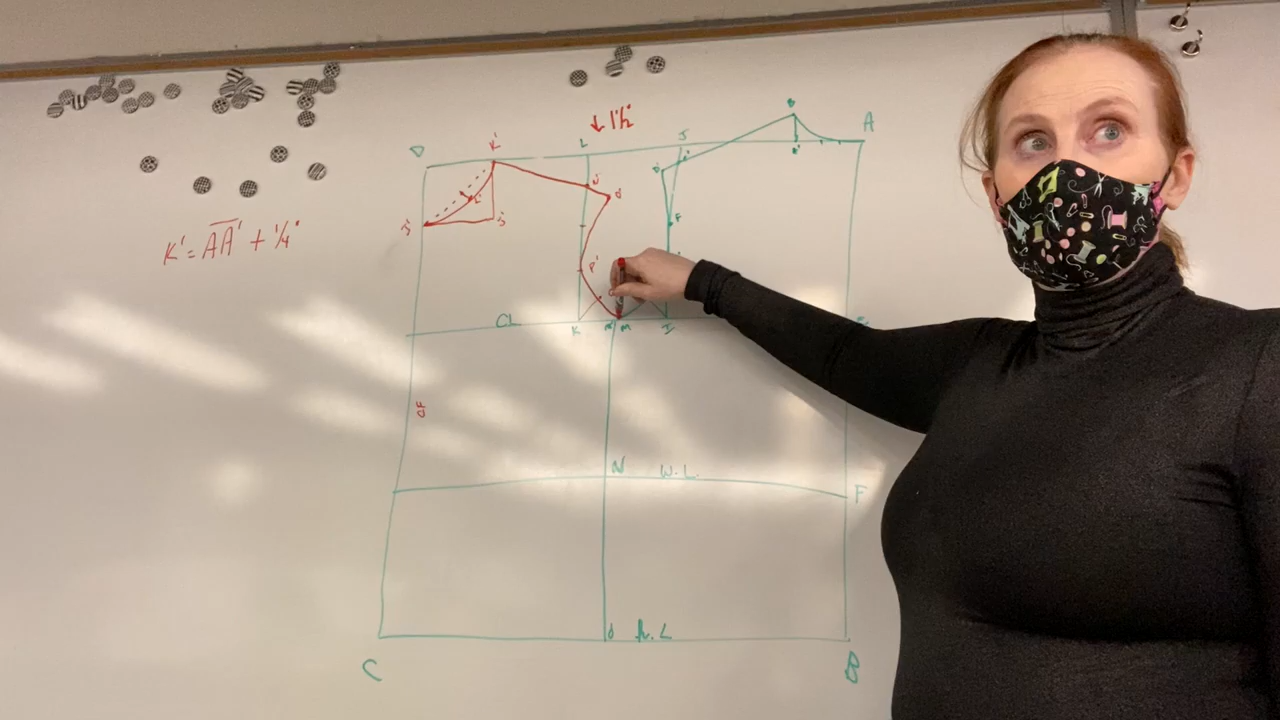 ↓ 1½"
B
A
D
K'
L
J
K' = AA' + ¼"
J'
P'
CL
K
M
I
CF
N
W.L.
F
C
B